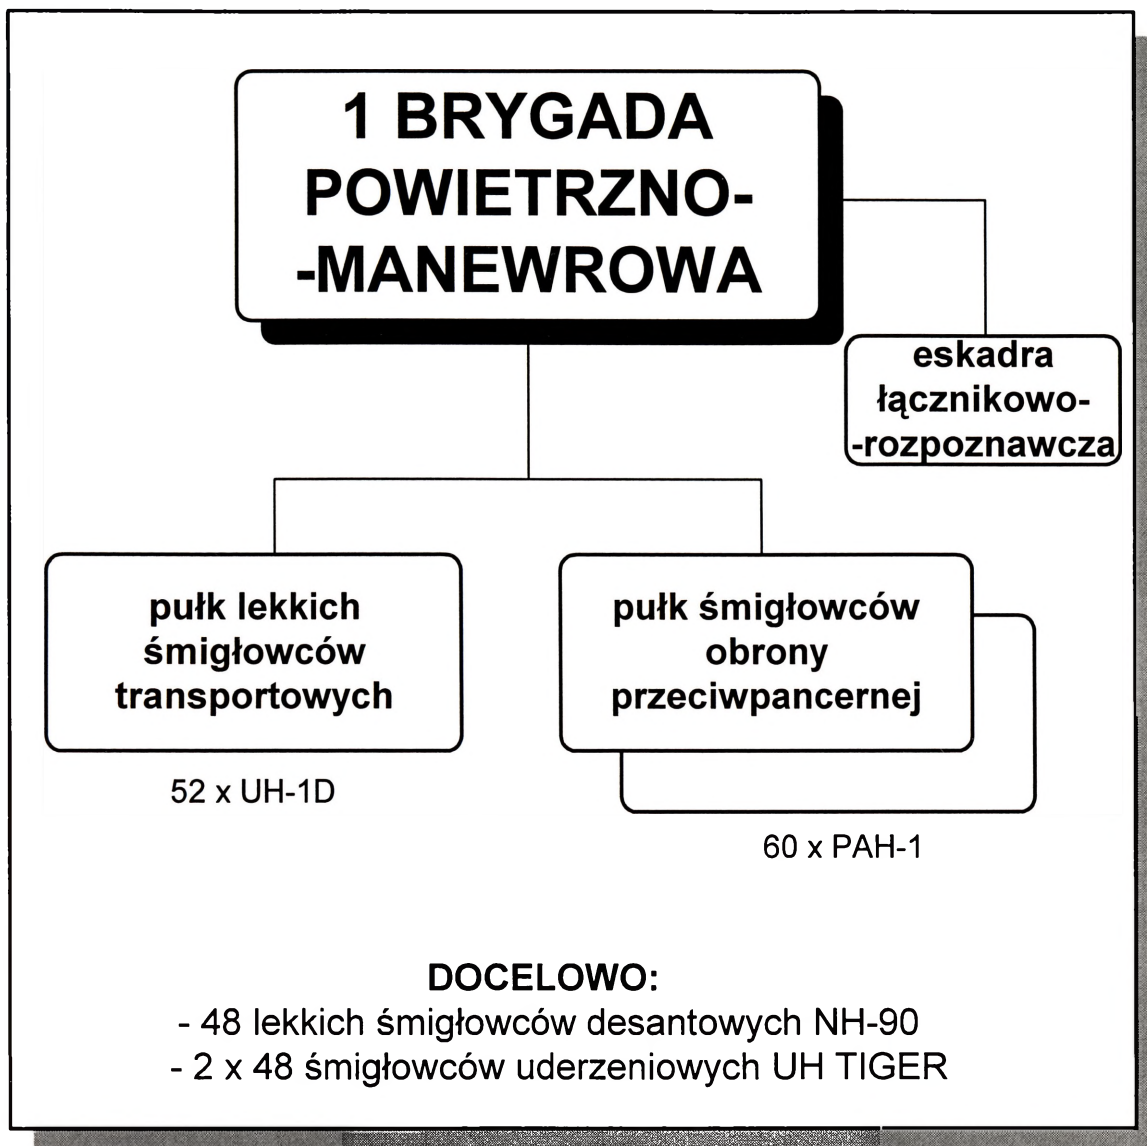 1 BRYGADA
POWIETRZNO-
-MANEWROWA
eskadra
łącznikowo-
-rozpoznawcza
pułk lekkich
śmigłowców
transportowych
52 x UH-1D
pułk śmigłowców
obrony
przeciwpancernej
60 x PAH-1
DOCELOWO:
- 48 lekkich śmigłowców desantowych NH-90
- 2 x 48 śmigłowców uderzeniowych UH TIGER